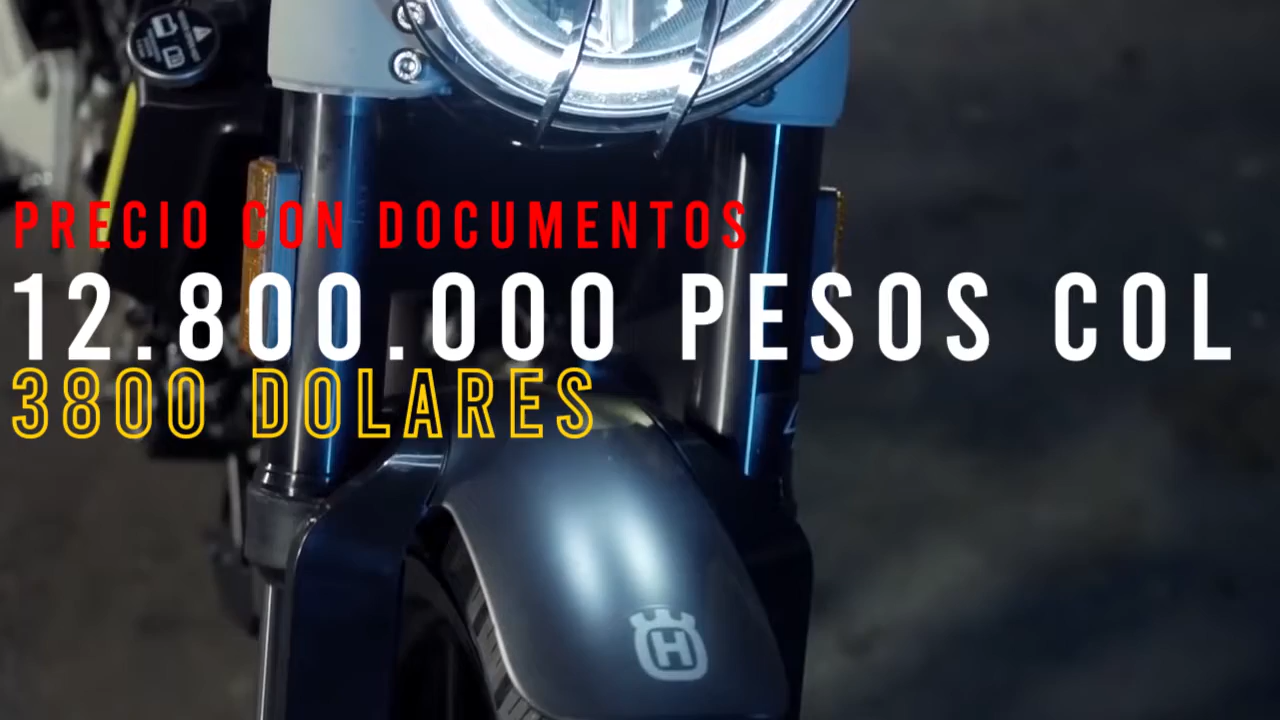 PRECIO CON DOCUMENTOS
12.800.000 PESOS COL
3800 DOLARES
H